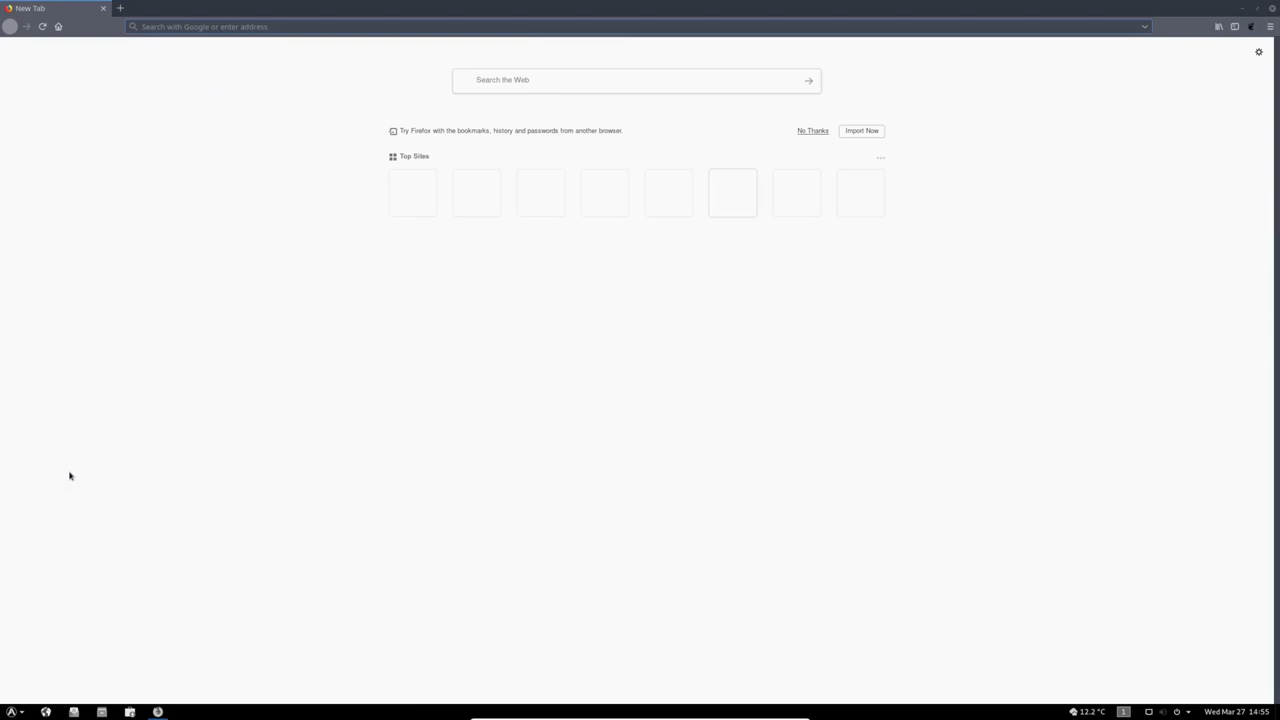 New Tab
Search with Google or enter address
Search the Web
Try Firefox with the bookmarks, history and passwords from another browser.
No Thanks
Import Now
Top Sites
12.2 °C
1
Wed Mar 27 14:55